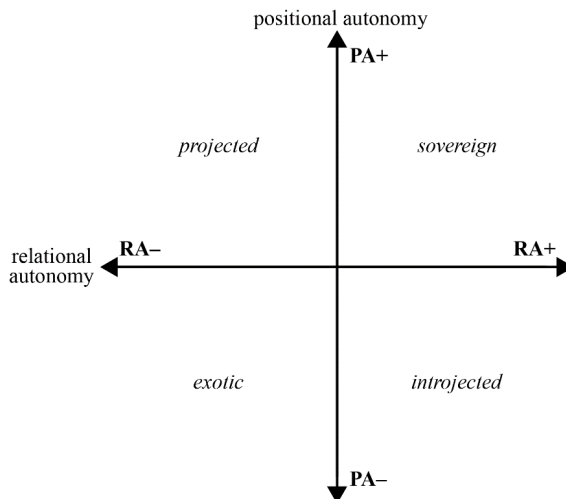 positional autonomy
PA+
projected
sovereign
RA–
RA+
relational
autonomy
exotic
introjected
PA–